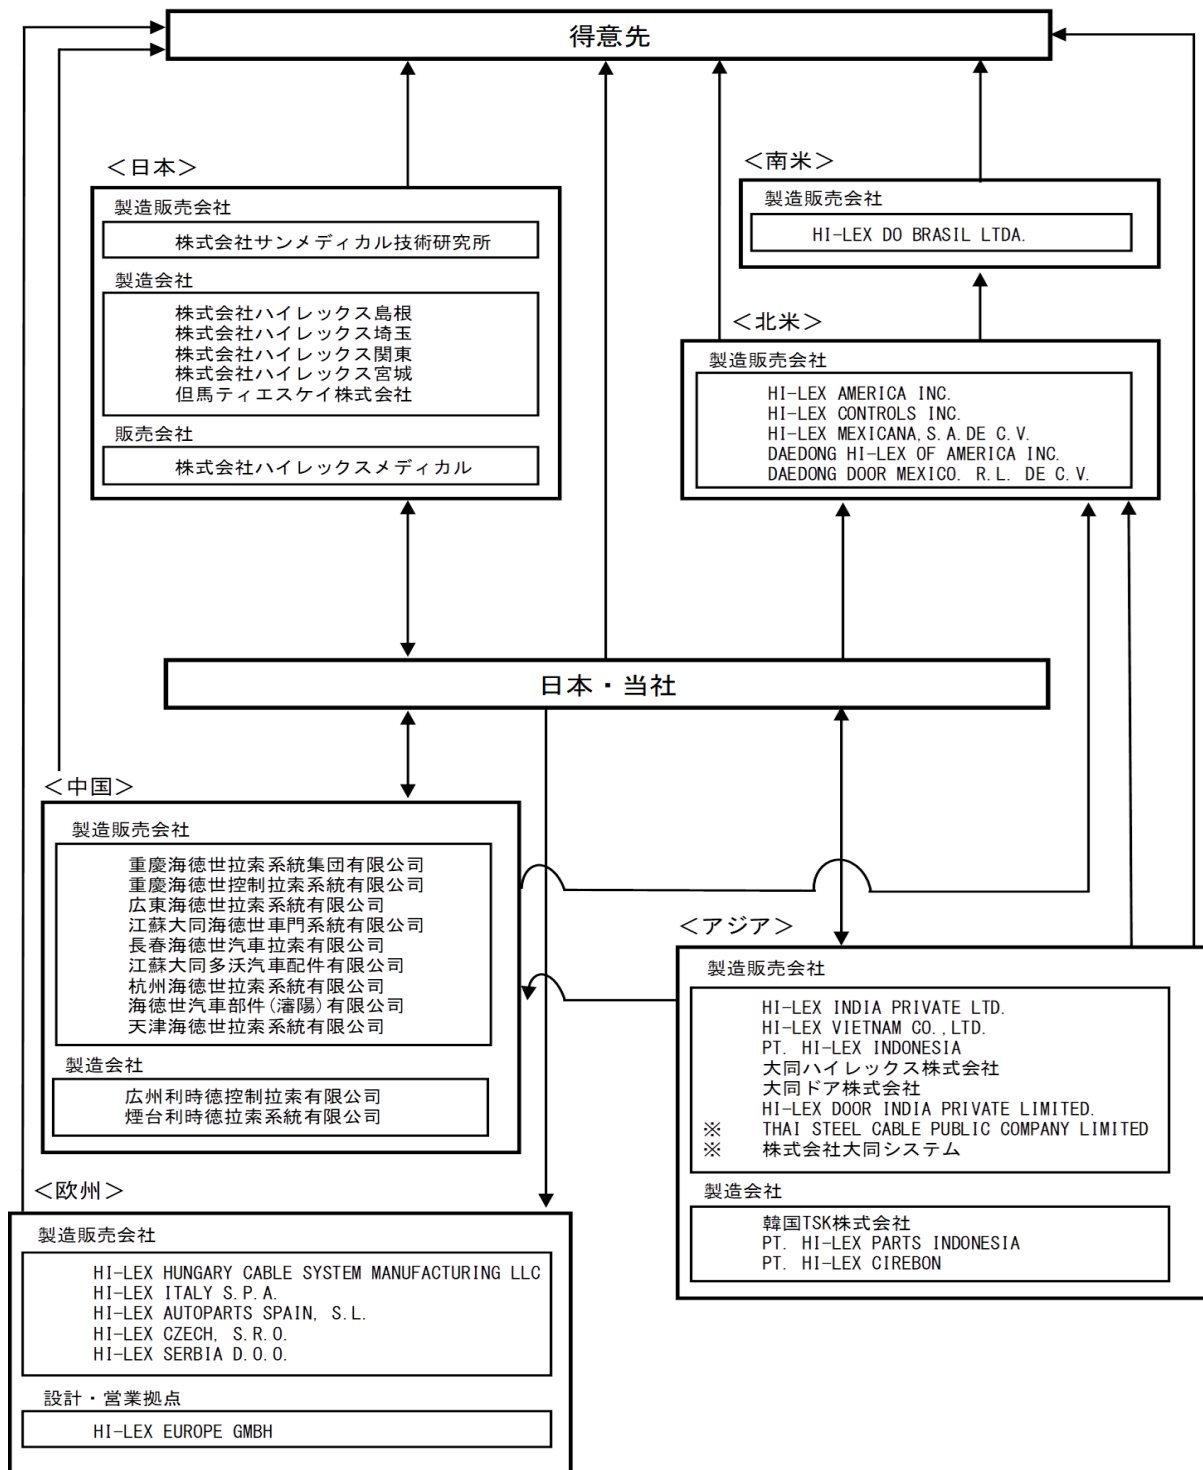 得意先
＜日本＞
製造販売会社
株式会社サンメディカル技術研究所
製造会社
株式会社ハイレックス島根
株式会社ハイレックス埼玉
株式会社ハイレックス関東
株式会社ハイレックス宮城
但馬ティエスケイ株式会社
販売会社
株式会社ハイレックスメディカル
＜南米＞
製造販売会社
HI-LEX DO BRASIL LTDA.
＜北米＞
製造販売会社
HI-LEX AMERICA INC.
HI-LEX CONTROLS INC.
HI-LEX MEXICANA,S.A.DE C.V.
DAEDONG HI-LEX OF AMERICA INC.
DAEDONG DOOR MEXICO. R.L. DE C.V.
日本・当社
＜中国＞
製造販売会社
重慶海徳世拉索系統集団有限公司
重慶海徳世控制拉索系統有限公司
広東海徳世拉索系統有限公司
江蘇大同海徳世車門系統有限公司
長春海徳世汽車拉索有限公司
江蘇大同多沃汽車配件有限公司
杭州海徳世拉索系統有限公司
海徳世汽車部件(瀋陽)有限公司
天津海徳世拉索系統有限公司
製造会社
広州利時徳控制拉索有限公司
煙台利時徳拉索系統有限公司
＜アジア＞
製造販売会社
HI-LEX INDIA PRIVATE LTD.
HI-LEX VIETNAM CO.,LTD.
PT. HI-LEX INDONESIA
大同ハイレックス株式会社
大同ドア株式会社
HI-LEX DOOR INDIA PRIVATE LIMITED.
※ THAI STEEL CABLE PUBLIC COMPANY LIMITED
※ 株式会社大同システム
製造会社
韓国TSK株式会社
PT. HI-LEX PARTS INDONESIA
PT. HI-LEX CIREBON
＜欧州＞
製造販売会社
HI-LEX HUNGARY CABLE SYSTEM MANUFACTURING LLC
HI-LEX ITALY S.P.A.
HI-LEX AUTOPARTS SPAIN, S.L.
HI-LEX CZECH, S.R.O.
HI-LEX SERBIA D.O.O.
設計・営業拠点
HI-LEX EUROPE GMBH